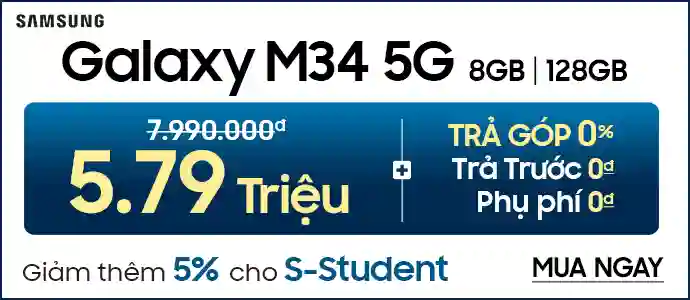 SAMSUNG
Galaxy M34 5G 8GB | 128GB
7.990.000đ
5.79 Triệu
+
TRẢ GÓP 0%
Trả Trước 0đ
Phụ phí 0đ
Giảm thêm 5% cho S-Student
MUA NGAY